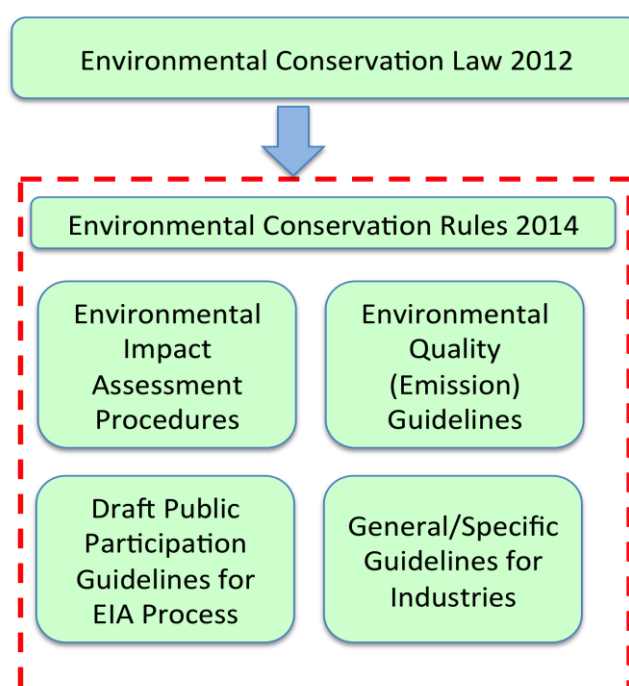 Environmental Conservation Law 2012
Environmental Conservation Rules 2014
Environmental
Impact
Assessment
Procedures
Environmental
Quality
(Emission)
Guidelines
Draft Public
Participation
Guidelines for
EIA Process
General/Specific
Guidelines for
Industries